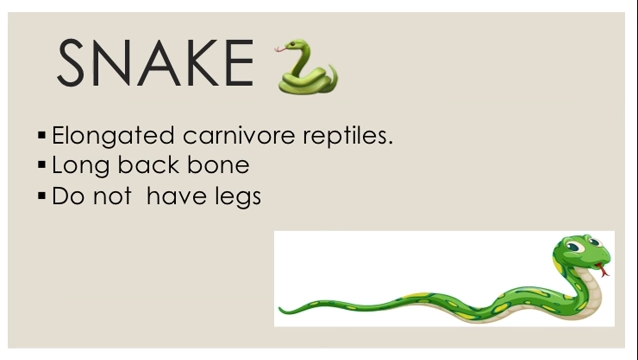 SNAKE 🐍
▪ Elongated carnivore reptiles.
▪ Long back bone
▪ Do not  have legs